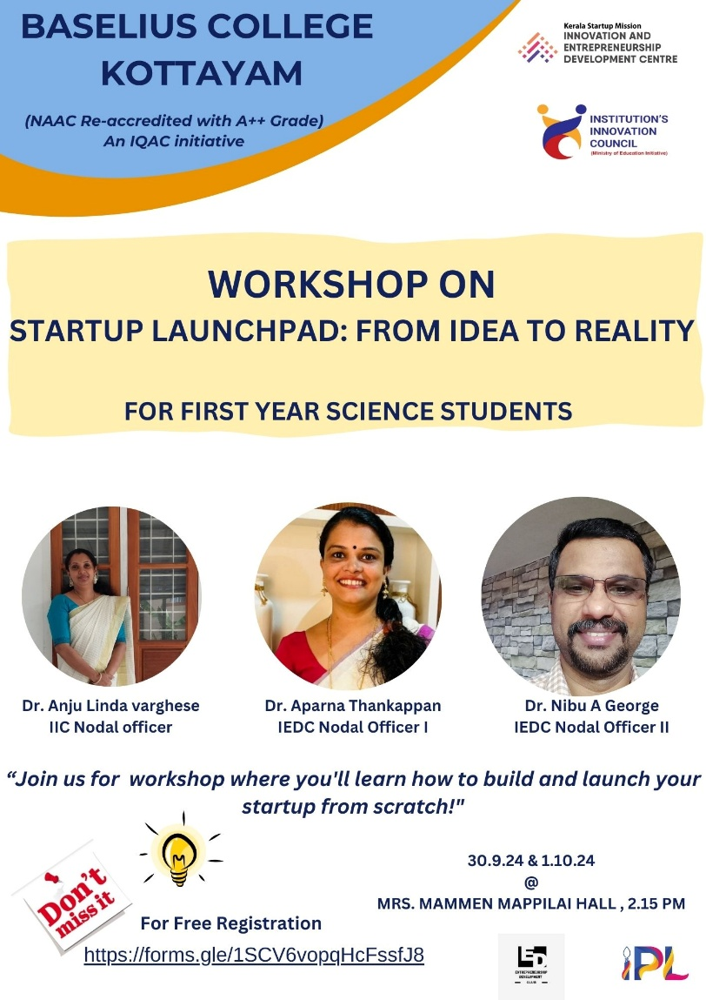 BASELIUS COLLEGE
KOTTAYAM
(NAAC Re-accredited with A++ Grade)
An IQAC initiative
Kerala Startup Mission
INNOVATION AND
ENTREPRENEURSHIP
DEVELOPMENT CENTRE
INSTITUTION'S
INNOVATION
COUNCIL
(Ministry of Education Initiative)
WORKSHOP ON
STARTUP LAUNCHPAD: FROM IDEA TO REALITY
FOR FIRST YEAR SCIENCE STUDENTS
Dr. Anju Linda varghese
IIC Nodal officer
Dr. Aparna Thankappan
IEDC Nodal Officer I
Dr. Nibu A George
IEDC Nodal Officer II
“Join us for workshop where you'll learn how to build and launch your
startup from scratch!"
Don't
miss it
30.9.24 & 1.10.24
@
MRS. MAMMEN MAPPILAI HALL , 2.15 PM
For Free Registration
https://forms.gle/1SCV6vopqHcFssfJ8
ENTREPRENEURSHIP
DEVELOPMENT
CLUB
iPL